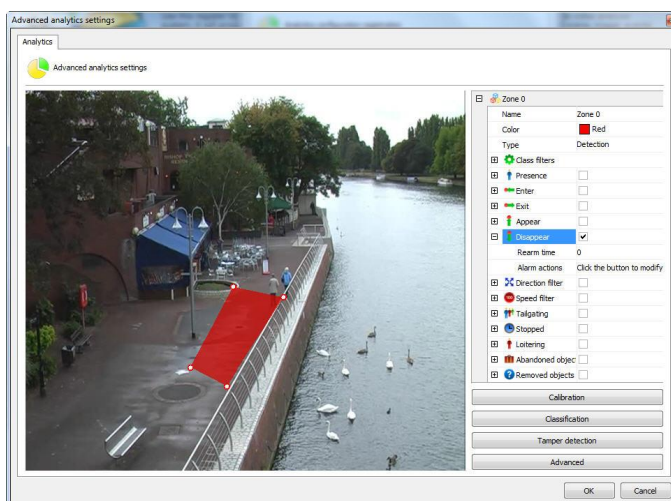 Advanced analytics settings
Analytics
Advanced analytics settings
Zone 0
Name Zone 0
Color Red
Type Detection
Class filters
Presence
Enter
Exit
Appear
Disappear
Rearm time 0
Alarm actions Click the button to modify
Direction filter
Speed filter
Tailgating
Stopped
Loitering
Abandoned objec
Removed objects
Calibration
Classification
Tamper detection
Advanced
OK Cancel